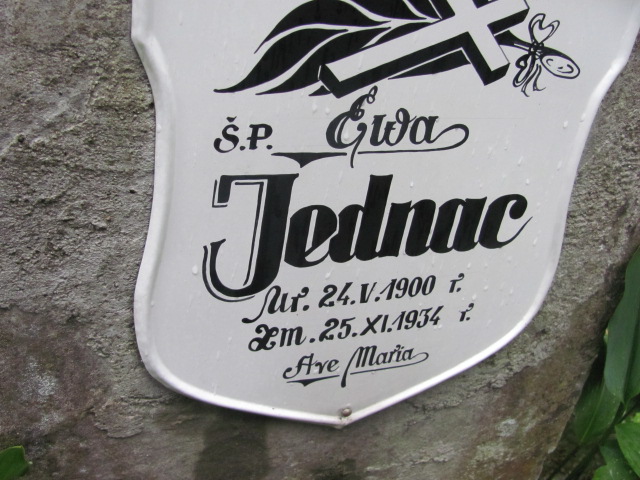 Š.P. Ewa
Jednac
Ur. 24.V.1900 r.
Zm. 25.XI.1934 r.
Ave Maria